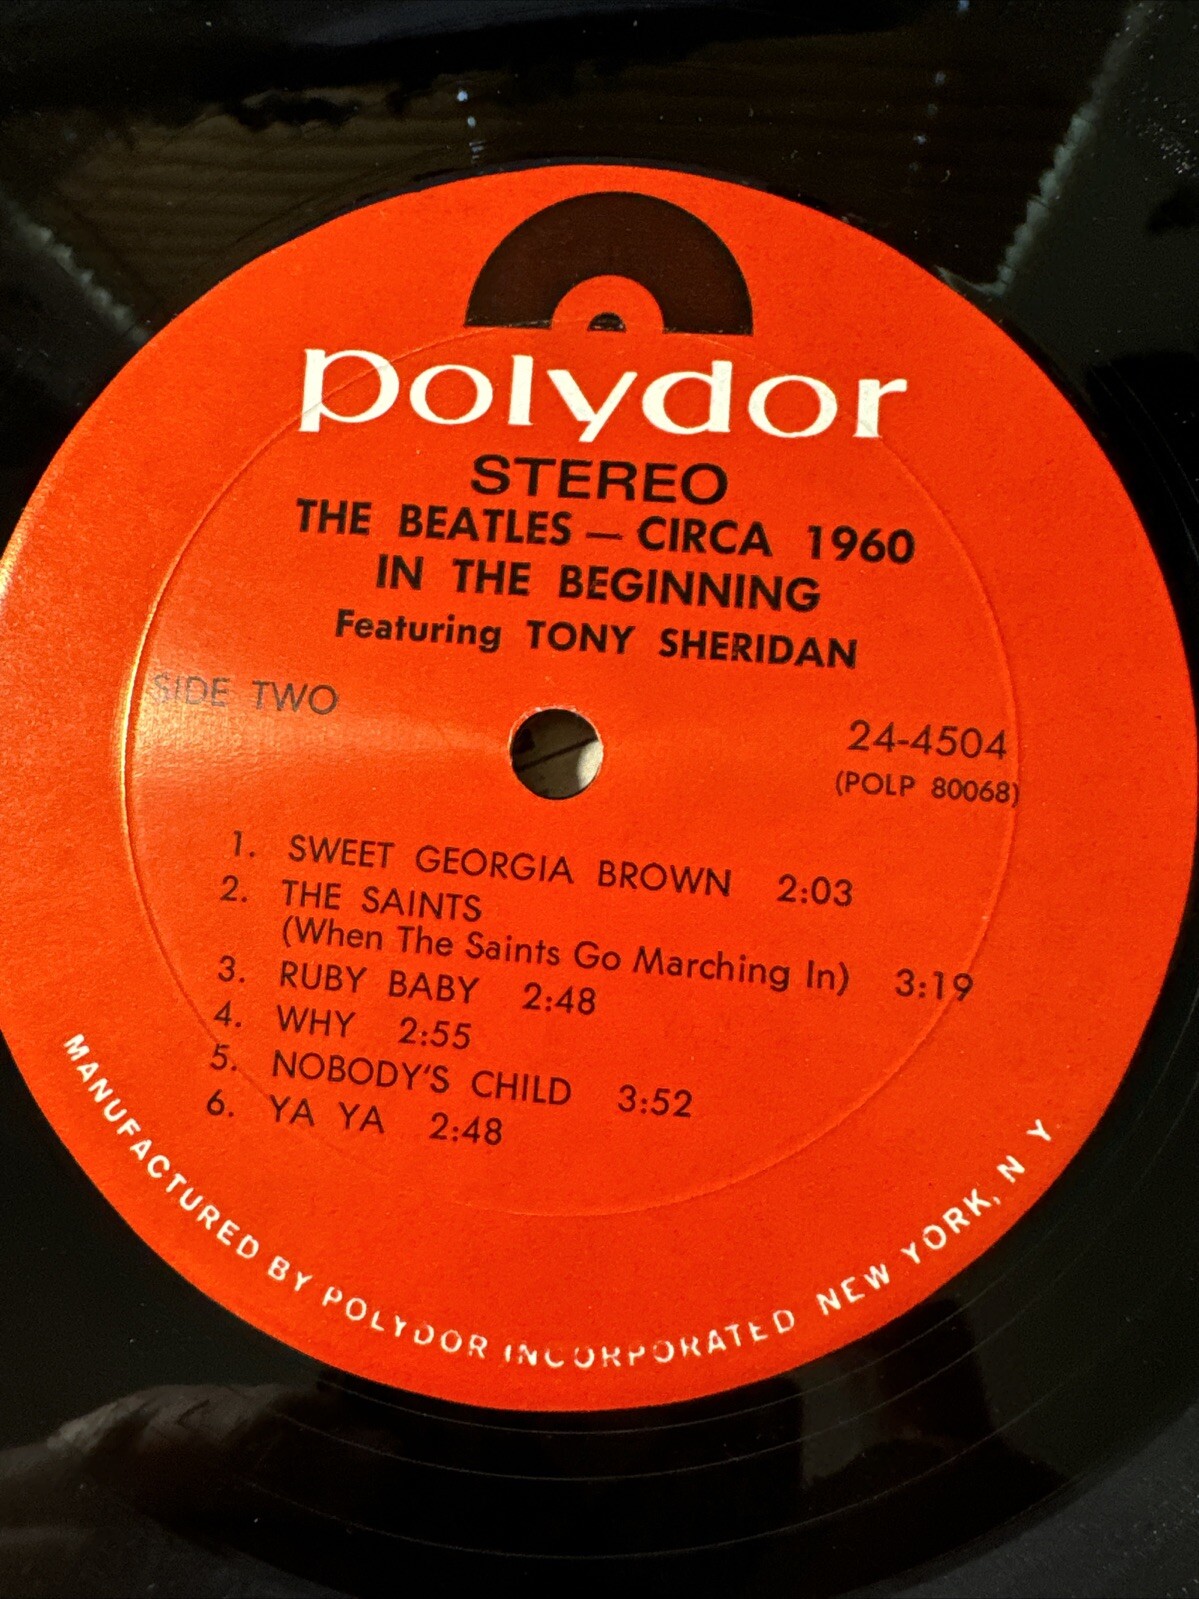 polydor
STEREO
THE BEATLES — CIRCA 1960
IN THE BEGINNING
Featuring TONY SHERIDAN
SIDE TWO
24-4504
(POLP 80068)
1. SWEET GEORGIA BROWN 2:03
2. THE SAINTS
(When The Saints Go Marching In) 3:19
3. RUBY BABY 2:48
4. WHY 2:55
5. NOBODY'S CHILD 3:52
6. YA YA 2:48
MANUFACTURED BY POLYDOR INCORPORATED NEW YORK, N Y